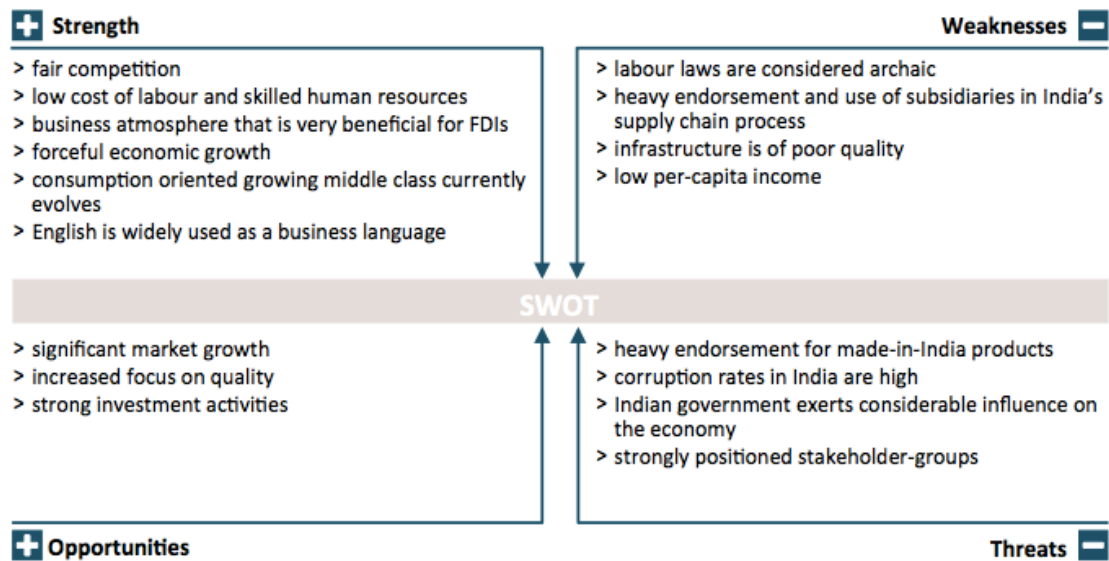 Strength
> fair competition
> low cost of labour and skilled human resources
> business atmosphere that is very beneficial for FDIs
> forceful economic growth
> consumption oriented growing middle class currently
evolves
> English is widely used as a business language
Weaknesses
> labour laws are considered archaic
> heavy endorsement and use of subsidiaries in India's
supply chain process
> infrastructure is of poor quality
> low per-capita income
SWOT
> significant market growth
> increased focus on quality
> strong investment activities
Opportunities
> heavy endorsement for made-in-India products
> corruption rates in India are high
> Indian government exerts considerable influence on
the economy
> strongly positioned stakeholder-groups
Threats